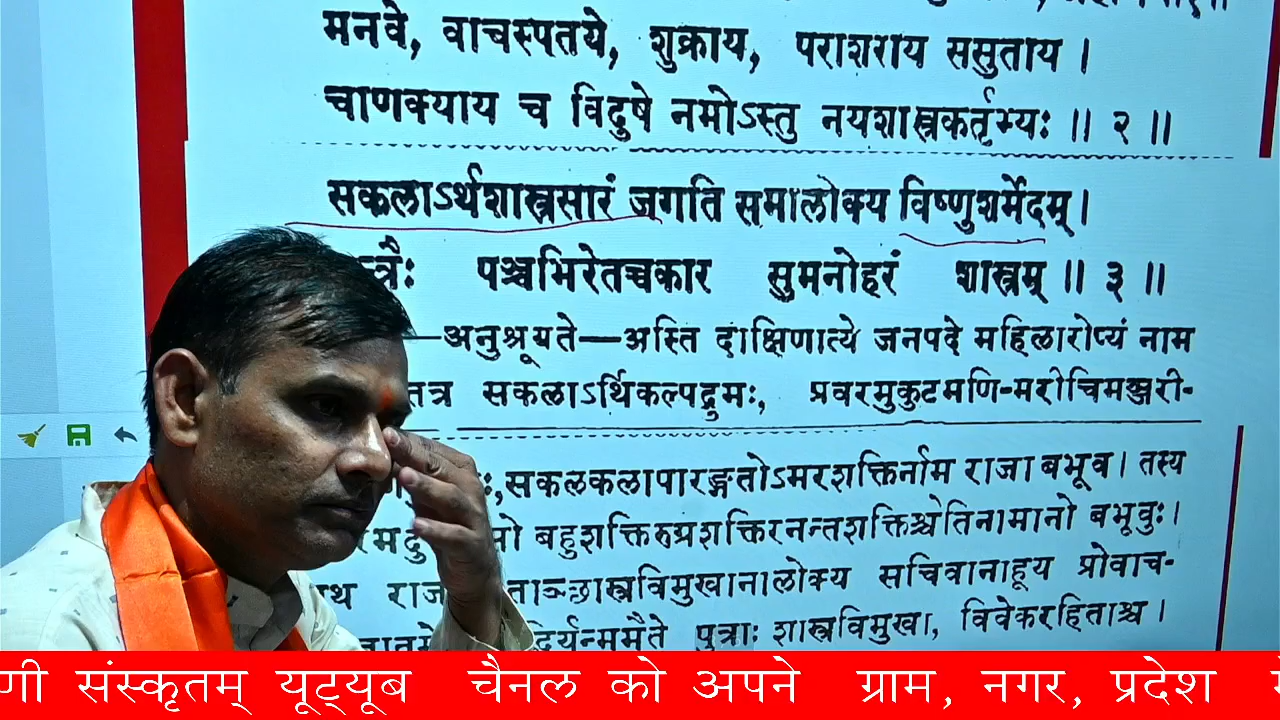 मनवे, वाचस्पतये, शुक्राय, पराशराय ससुताय ।
चाणक्याय च विदुषे नमोऽस्तु नयशास्त्रकर्तृभ्यः ॥ २ ॥
सकलाऽर्थशास्त्रसारं जगति समालोक्य विष्णुशर्मेदम् ।
पञ्चभिरेतच्चकार सुमनोहरं शास्त्रम् ॥ ३ ॥
—अनुश्रूयते—अस्ति दाक्षिणात्ये जनपदे महिलारोप्यं नाम
तत्र सकलाऽर्थिकल्पद्रुमः, प्रवरमुकुटमणि-मरीचिमञ्जरी-
सकलकलापारङ्गतोऽमरशक्तिर्नाम राजा बभूव । तस्य
बहुशक्तिरुग्रशक्तिरनन्तशक्तिश्चेतिनामानो बभूवुः ।
शास्त्रविमुखानालोक्य सचिवानाहूय प्रोवाच-
पुत्राः शास्त्रविमुखा, विवेकरहिताश्च ।
संस्कृतम् यूट्यूब चैनल को अपने ग्राम, नगर, प्रदेश